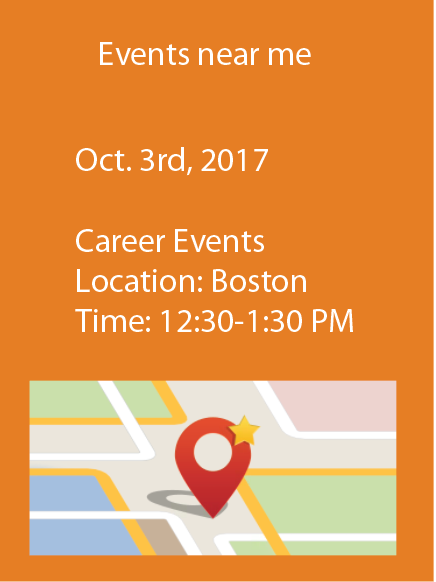 Events near me
Oct. 3rd, 2017
Career Events
Location: Boston
Time: 12:30-1:30 PM